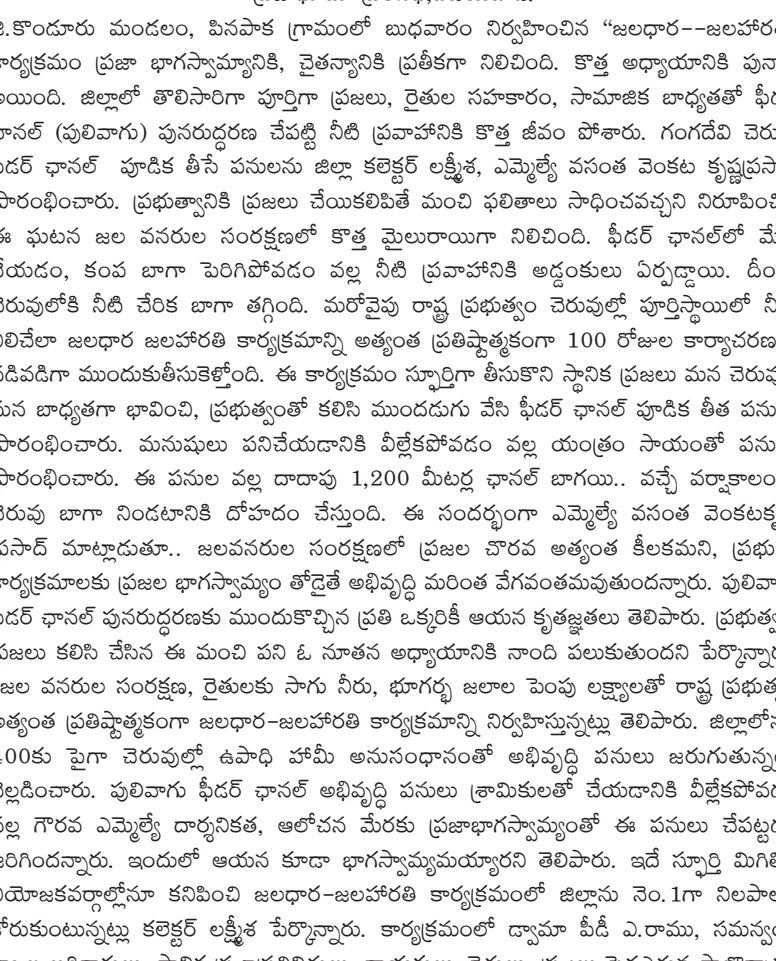 జి.కొండూరు మండలం, పినపాక గ్రామంలో బుధవారం నిర్వహించిన “జలధార--జలహారతి
కార్యక్రమం ప్రజా భాగస్వామ్యానికి, చైతన్యానికి ప్రతీకగా నిలిచింది. కొత్త అధ్యాయానికి పునా
అయింది. జిల్లాలో తొలిసారిగా పూర్తిగా ప్రజలు, రైతుల సహకారం, సామాజిక బాధ్యతతో ఫీడ
ఛానల్ (పులివాగు) పునరుద్ధరణ చేపట్టి నీటి ప్రవాహానికి కొత్త జీవం పోశారు. గంగదేవి చెరు
ఫీడర్ ఛానల్ పూడిక తీసే పనులను జిల్లా కలెక్టర్ లక్ష్మీశ, ఎమ్మెల్యే వసంత వెంకట కృష్ణప్రసా
ప్రారంభించారు. ప్రభుత్వానికి ప్రజలు చేయికలిపితే మంచి ఫలితాలు సాధించవచ్చని నిరూపించి
ఈ ఘటన జల వనరుల సంరక్షణలో కొత్త మైలురాయిగా నిలిచింది. ఫీడర్ ఛానల్‌లో మే
వేయడం, కంప బాగా పెరిగిపోవడం వల్ల నీటి ప్రవాహానికి అడ్డంకులు ఏర్పడ్డాయి. దీం
చెరువులోకి నీటి చేరిక బాగా తగ్గింది. మరోవైపు రాష్ట్ర ప్రభుత్వం చెరువుల్లో పూర్తిస్థాయిలో నీ
నిలిచేలా జలధార జలహారతి కార్యక్రమాన్ని అత్యంత ప్రతిష్టాత్మకంగా 100 రోజుల కార్యాచరణ
వడివడిగా ముందుకుతీసుకెళ్తోంది. ఈ కార్యక్రమం స్ఫూర్తిగా తీసుకొని స్థానిక ప్రజలు మన చెరువు
మన బాధ్యతగా భావించి, ప్రభుత్వంతో కలిసి ముందడుగు వేసి ఫీడర్ ఛానల్ పూడిక తీత పను
ప్రారంభించారు. మనుషులు పనిచేయడానికి వీల్లేకపోవడం వల్ల యంత్రం సాయంతో పను
ప్రారంభించారు. ఈ పనుల వల్ల దాదాపు 1,200 మీటర్ల ఛానల్ బాగయి.. వచ్చే వర్షాకాలం
చెరువు బాగా నిండటానికి దోహదం చేస్తుంది. ఈ సందర్భంగా ఎమ్మెల్యే వసంత వెంకటకృ
ప్రసాద్ మాట్లాడుతూ.. జలవనరుల సంరక్షణలో ప్రజల చొరవ అత్యంత కీలకమని, ప్రభు
కార్యక్రమాలకు ప్రజల భాగస్వామ్యం తోడైతే అభివృద్ధి మరింత వేగవంతమవుతుందన్నారు. పులివా
ఫీడర్ ఛానల్ పునరుద్ధరణకు ముందుకొచ్చిన ప్రతి ఒక్కరికీ ఆయన కృతజ్ఞతలు తెలిపారు. ప్రభుత్వ
ప్రజలు కలిసి చేసిన ఈ మంచి పని ఓ నూతన అధ్యాయానికి నాంది పలుకుతుందని పేర్కొన్నార
జల వనరుల సంరక్షణ, రైతులకు సాగు నీరు, భూగర్భ జలాల పెంపు లక్ష్యాలతో రాష్ట్ర ప్రభుత్వ
అత్యంత ప్రతిష్టాత్మకంగా జలధార-జలహారతి కార్యక్రమాన్ని నిర్వహిస్తున్నట్లు తెలిపారు. జిల్లాలోన
400కు పైగా చెరువుల్లో ఉపాధి హామీ అనుసంధానంతో అభివృద్ధి పనులు జరుగుతున్న
వెల్లడించారు. పులివాగు ఫీడర్ ఛానల్ అభివృద్ధి పనులు శ్రామికులతో చేయడానికి వీల్లేకపోవడ
వల్ల గౌరవ ఎమ్మెల్యే దార్శనికత, ఆలోచన మేరకు ప్రజాభాగస్వామ్యంతో ఈ పనులు చేపట్టడ
జరిగిందన్నారు. ఇందులో ఆయన కూడా భాగస్వామ్యమయ్యారని తెలిపారు. ఇదే స్ఫూర్తి మిగిలి
నియోజకవర్గాల్లోనూ కనిపించి జలధార-జలహారతి కార్యక్రమంలో జిల్లాను నెం.1గా నిలపాల
కోరుకుంటున్నట్లు కలెక్టర్ లక్ష్మీశ పేర్కొన్నారు. కార్యక్రమంలో డ్వామా పీడీ ఎ.రాము, సమన్వ